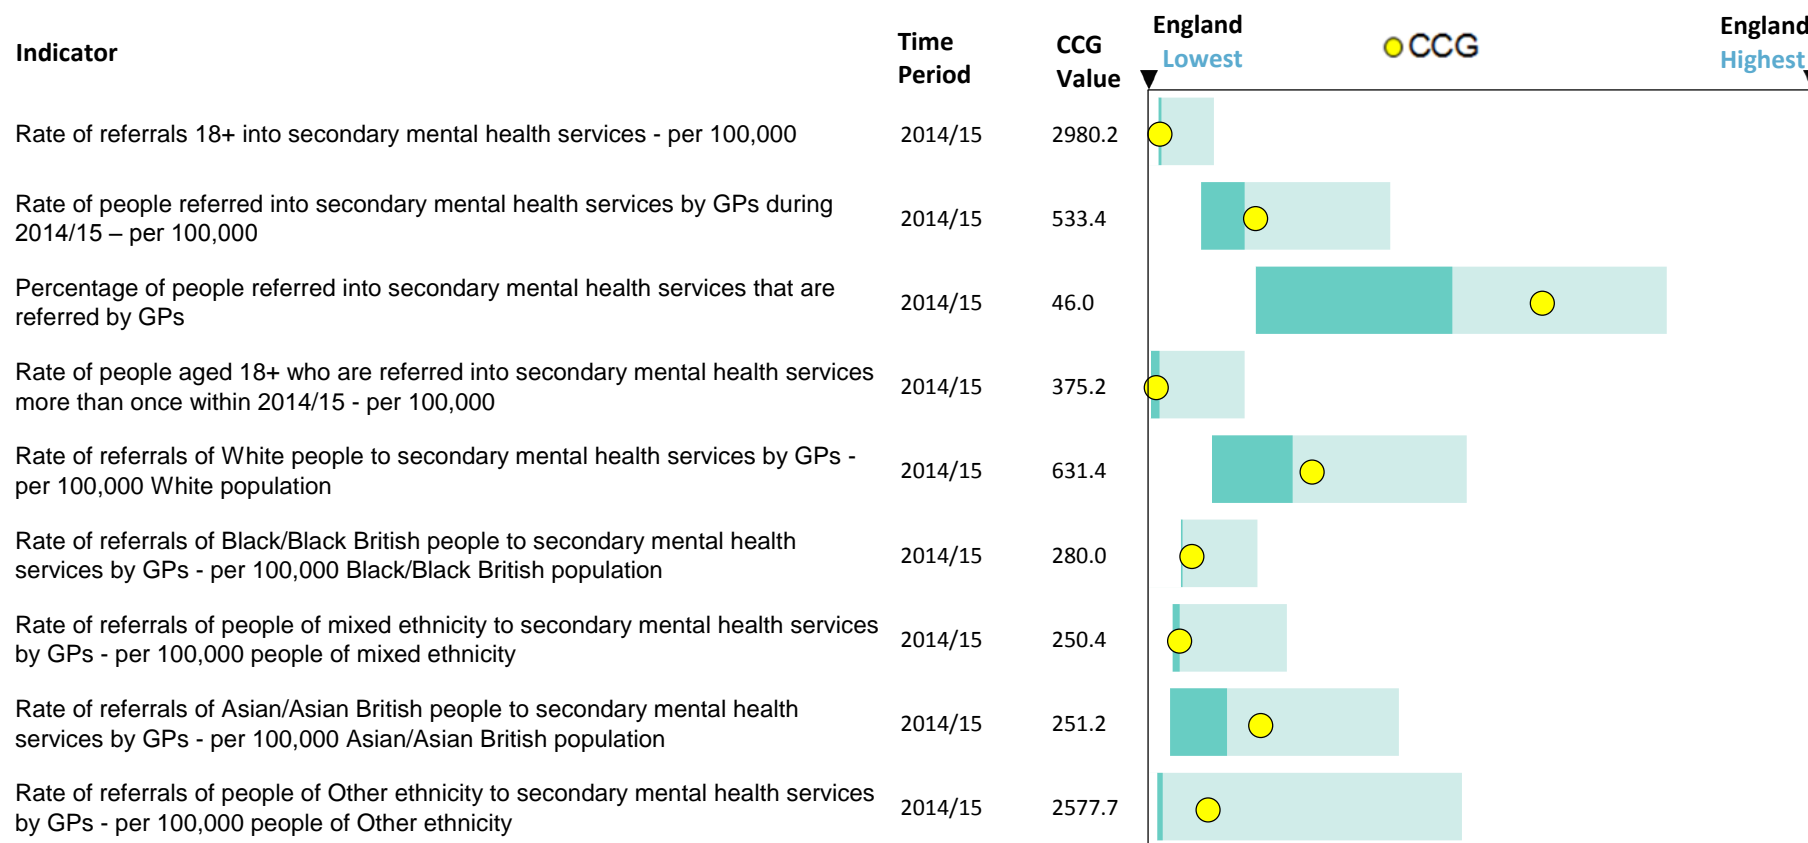 Indicator
Time Period
CCG Value
England Lowest
CCG
England Highest
Rate of referrals 18+ into secondary mental health services - per 100,000
2014/15
2980.2
Rate of people referred into secondary mental health services by GPs during
2014/15 – per 100,000
2014/15
533.4
Percentage of people referred into secondary mental health services that are
referred by GPs
2014/15
46.0
Rate of people aged 18+ who are referred into secondary mental health services
more than once within 2014/15 - per 100,000
2014/15
375.2
Rate of referrals of White people to secondary mental health services by GPs -
per 100,000 White population
2014/15
631.4
Rate of referrals of Black/Black British people to secondary mental health
services by GPs - per 100,000 Black/Black British population
2014/15
280.0
Rate of referrals of people of mixed ethnicity to secondary mental health services
by GPs - per 100,000 people of mixed ethnicity
2014/15
250.4
Rate of referrals of Asian/Asian British people to secondary mental health
services by GPs - per 100,000 Asian/Asian British population
2014/15
251.2
Rate of referrals of people of Other ethnicity to secondary mental health services
by GPs - per 100,000 people of Other ethnicity
2014/15
2577.7